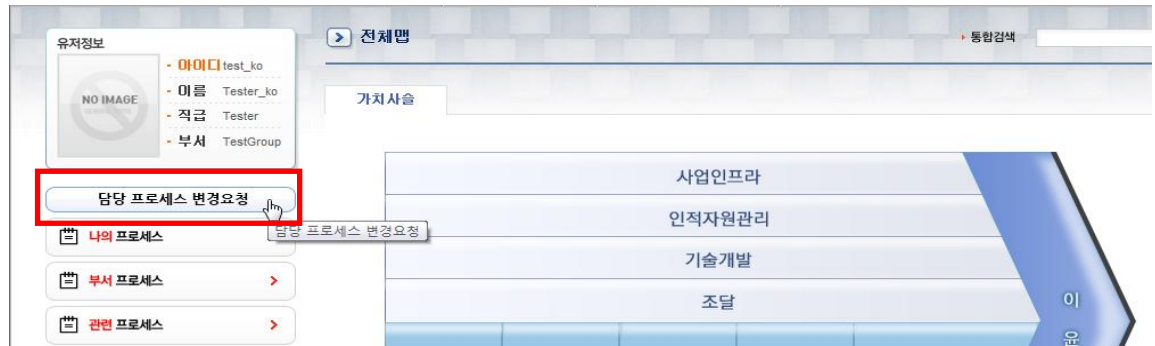 유저정보
NO IMAGE
- 아이디 test_ko
- 이름 Tester_ko
- 직급 Tester
- 부서 TestGroup
담당 프로세스 변경요청
담당 프로세스 변경요청
나의 프로세스
부서 프로세스
관련 프로세스
전체맵
통합검색
가치사슬
사업인프라
인적자원관리
기술개발
조달
이
윤